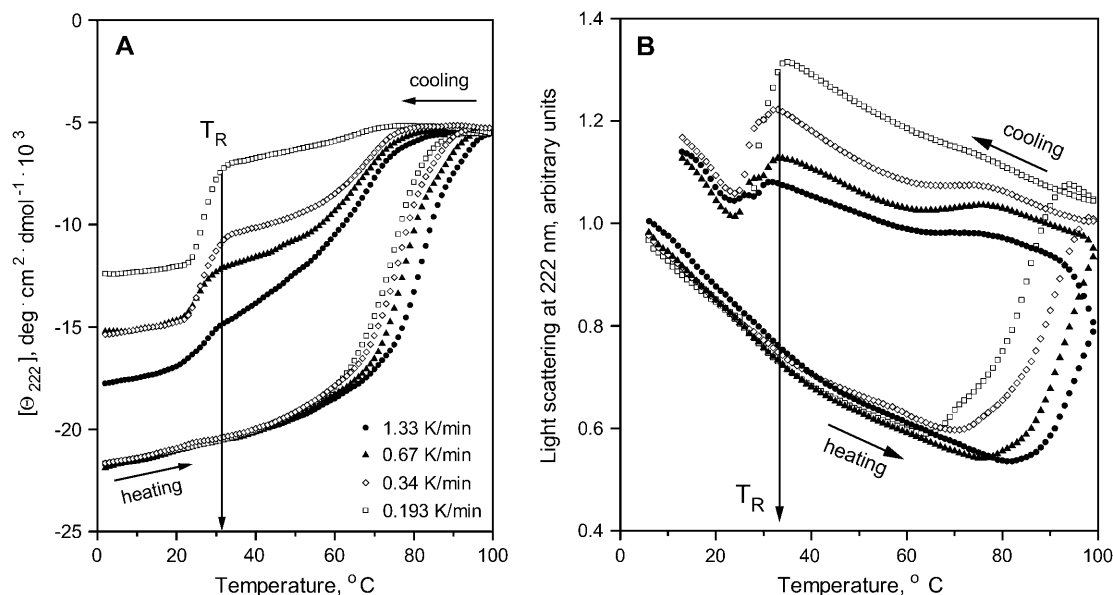 A
cooling
T_R
heating
1.33 K/min
0.67 K/min
0.34 K/min
0.193 K/min
[Θ 222], deg · cm² · dmol⁻¹ · 10³
0
-5
-10
-15
-20
-25
0
20
40
60
80
100
Temperature, °C
B
cooling
heating
T_R
Light scattering at 222 nm, arbitrary units
1.4
1.2
1.0
0.8
0.6
0.4
0
20
40
60
80
100
Temperature, ° C